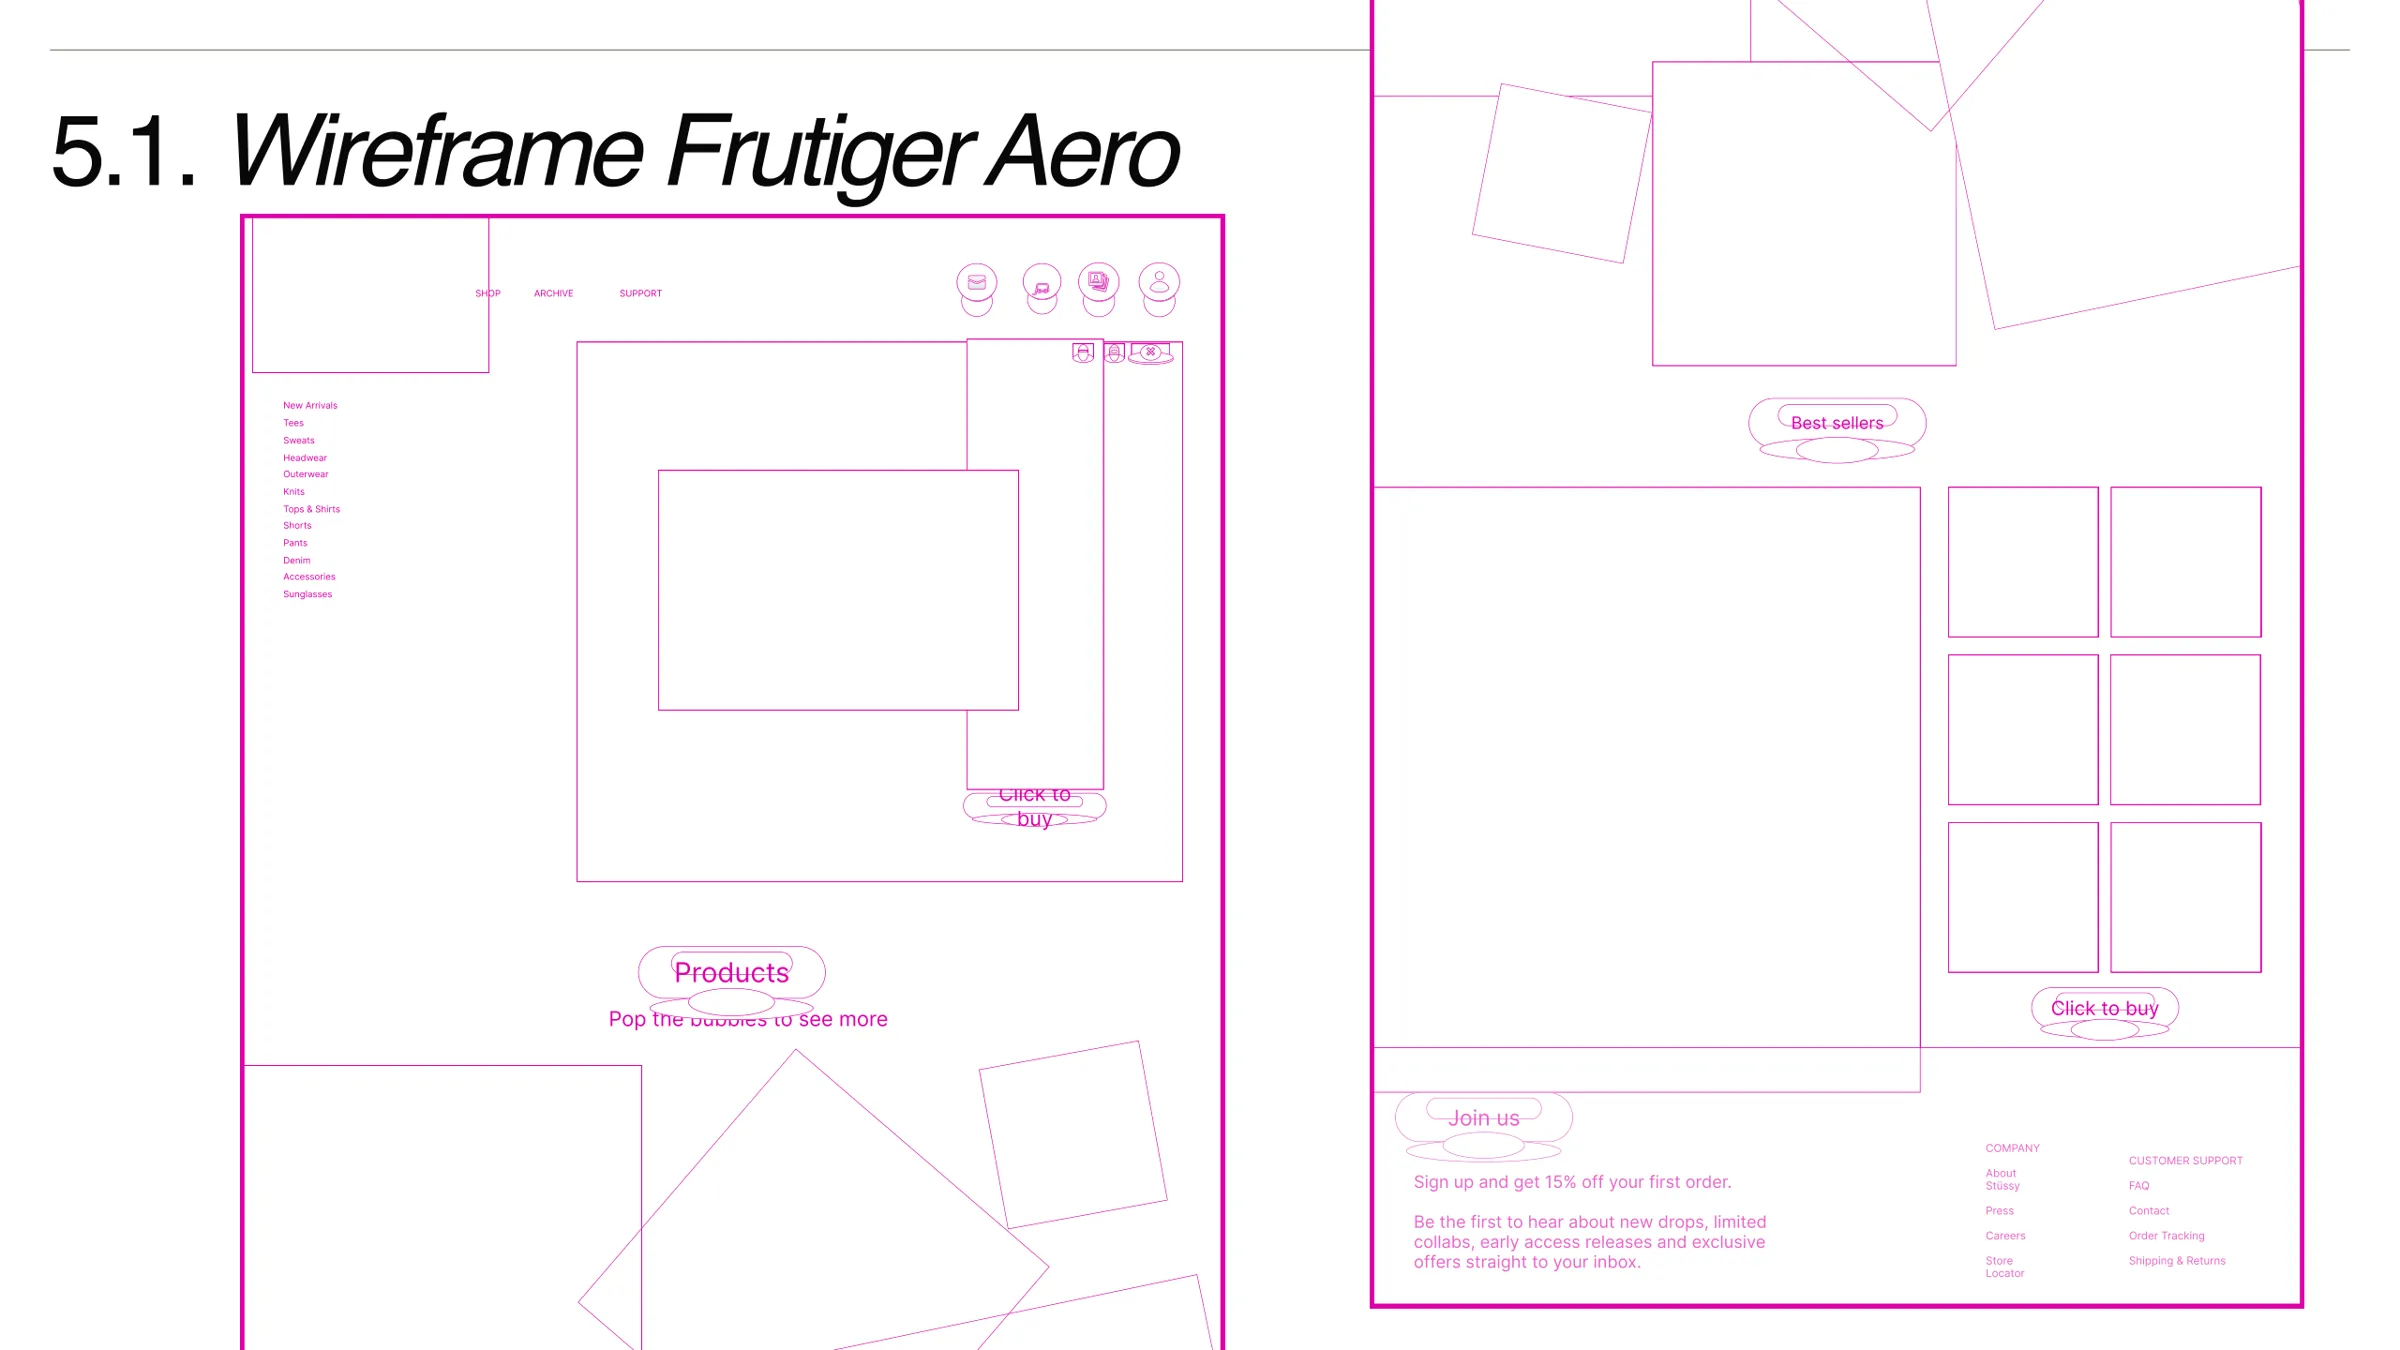 5.1. Wireframe Frutiger Aero
SHOP ARCHIVE SUPPORT
New Arrivals
Tees
Sweats
Headwear
Outerwear
Knits
Tops & Shirts
Shorts
Pants
Denim
Accessories
Sunglasses
Click to
buy
Products
Pop the bubbles to see more
Best sellers
Click to buy
Join us
Sign up and get 15% off your first order.
Be the first to hear about new drops, limited
collabs, early access releases and exclusive
offers straight to your inbox.
COMPANY
About
Stüssy
Press
Careers
Store
Locator
CUSTOMER SUPPORT
FAQ
Contact
Order Tracking
Shipping & Returns